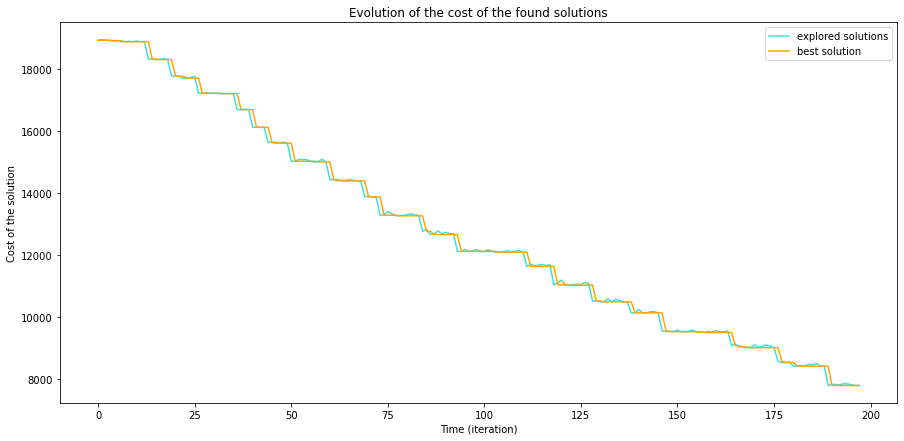 Evolution of the cost of the found solutions
explored solutions
best solution
18000
16000
14000
12000
10000
8000
Cost of the solution
0 25 50 75 100 125 150 175 200
Time (iteration)